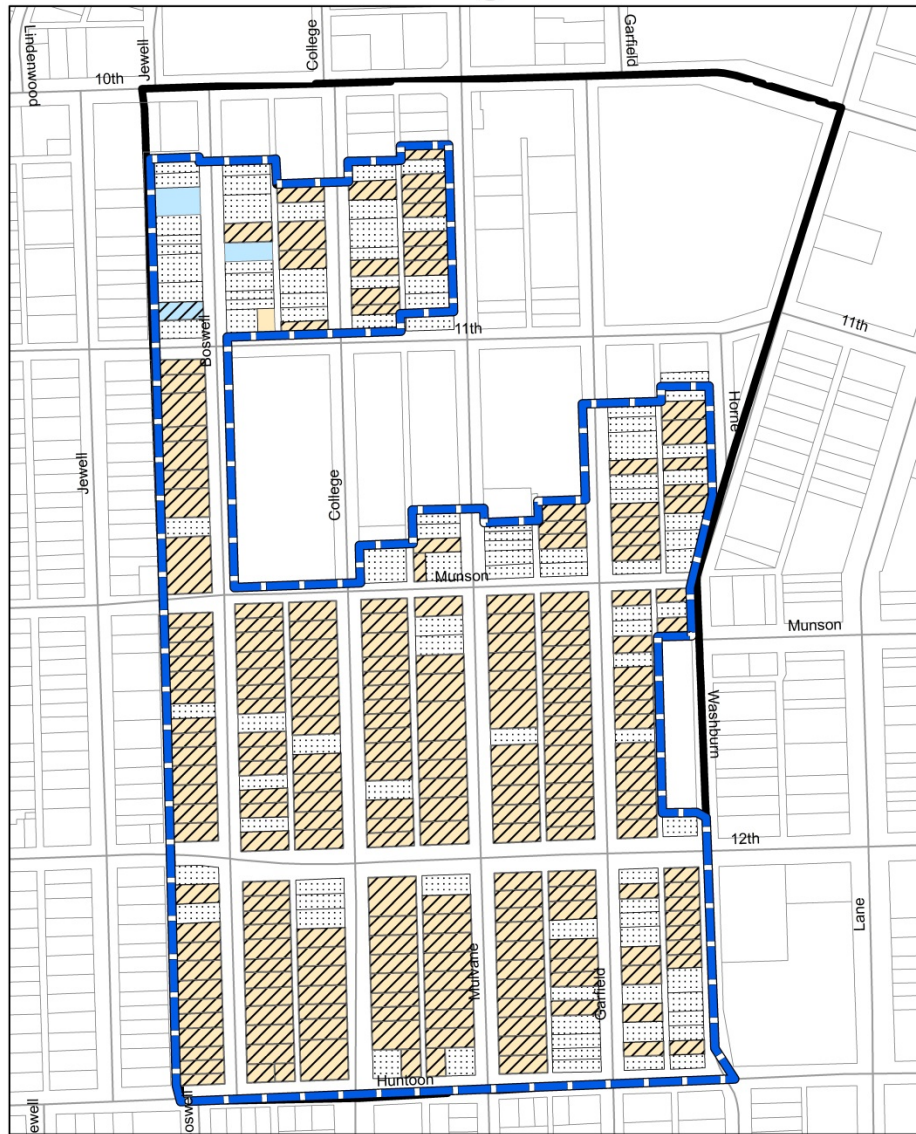 Lindenwood
Jewell
College
Garfield
10th
11th
11th
Boswell
Horne
Jewell
College
Munson
Munson
Washburn
12th
Lane
Mulvane
Garfield
Huntoon
ewell
oswell